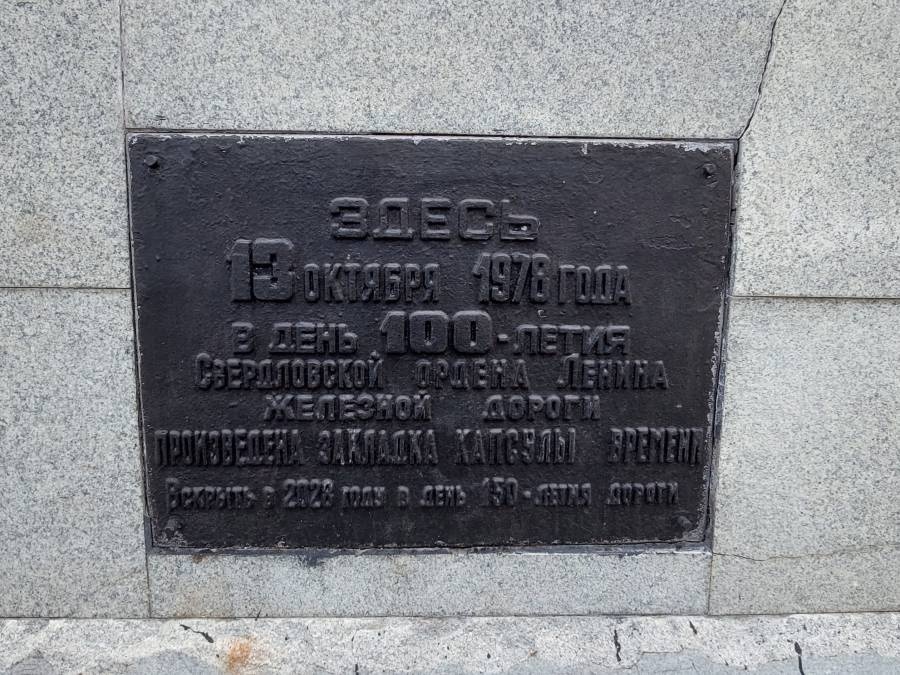 ЗДЕСЬ
13 ОКТЯБРЯ 1978 ГОДА
В ДЕНЬ 100-ЛЕТИЯ
СВЕРДЛОВСКОЙ ОРДЕНА ЛЕНИНА
ЖЕЛЕЗНОЙ ДОРОГИ
ПРОИЗВЕДЕНА ЗАКЛАДКА КАПСУЛЫ ВРЕМЕНИ
ВСКРЫТЬ В 2028 ГОДУ В ДЕНЬ 150-ЛЕТИЯ ДОРОГИ